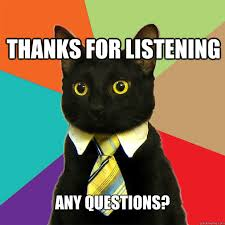 THANKS FOR LISTENING
ANY QUESTIONS?